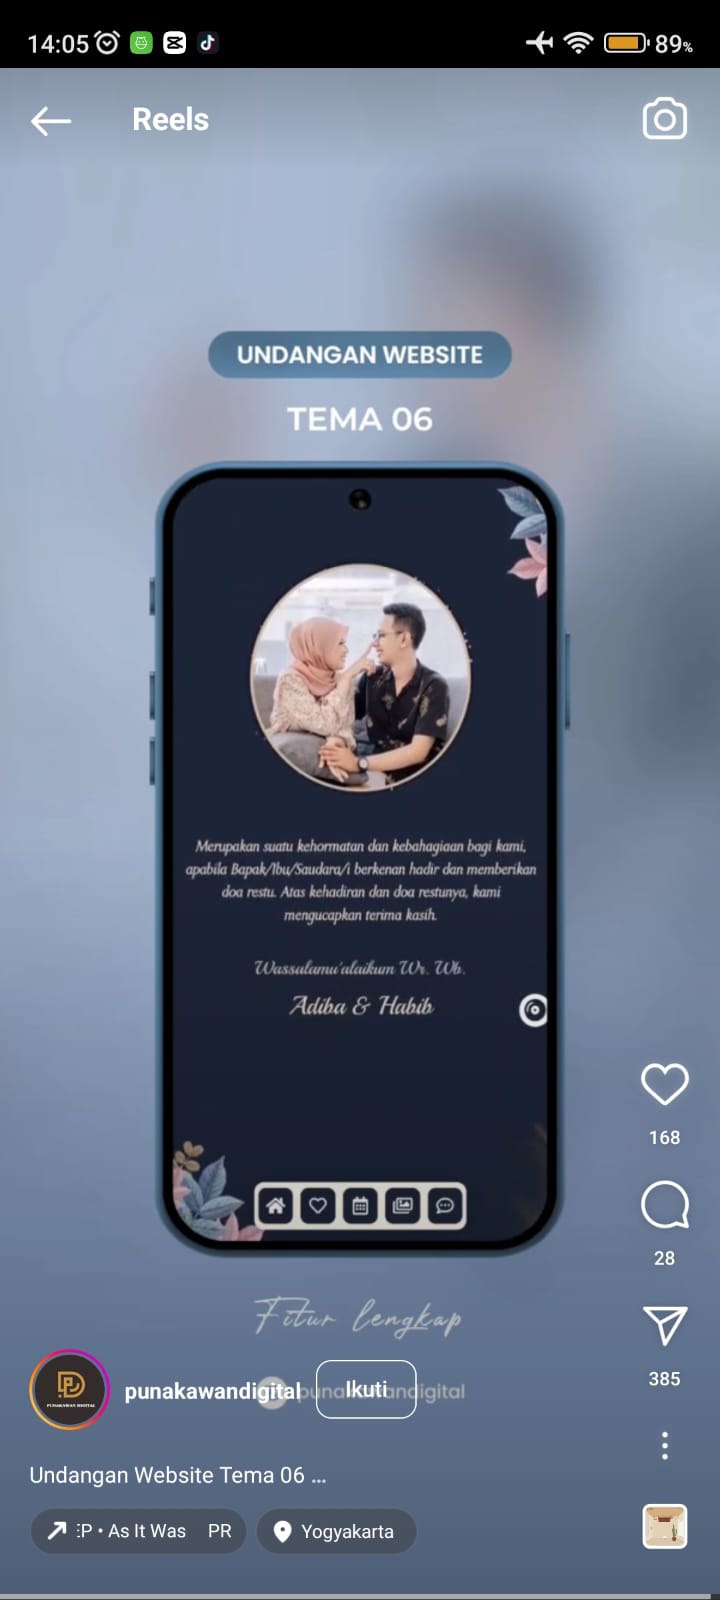 14:05
89%
Reels
UNDANGAN WEBSITE
TEMA 06
Merupakan suatu kehormatan dan kebahagiaan bagi kami,
apabila Bapak/Ibu/Saudara/i berkenan hadir dan memberikan
doa restu. Atas kehadiran dan doa restunya, kami
mengucapkan terima kasih.
Wassalamu'alaikum Wr. Wb.
Adiba & Habib
168
28
Fitur lengkap
385
PUNAKAWAN DIGITAL
punakawandigital
Ikuti
punakawandigital
Undangan Website Tema 06 ...
EP • As It Was PR
Yogyakarta